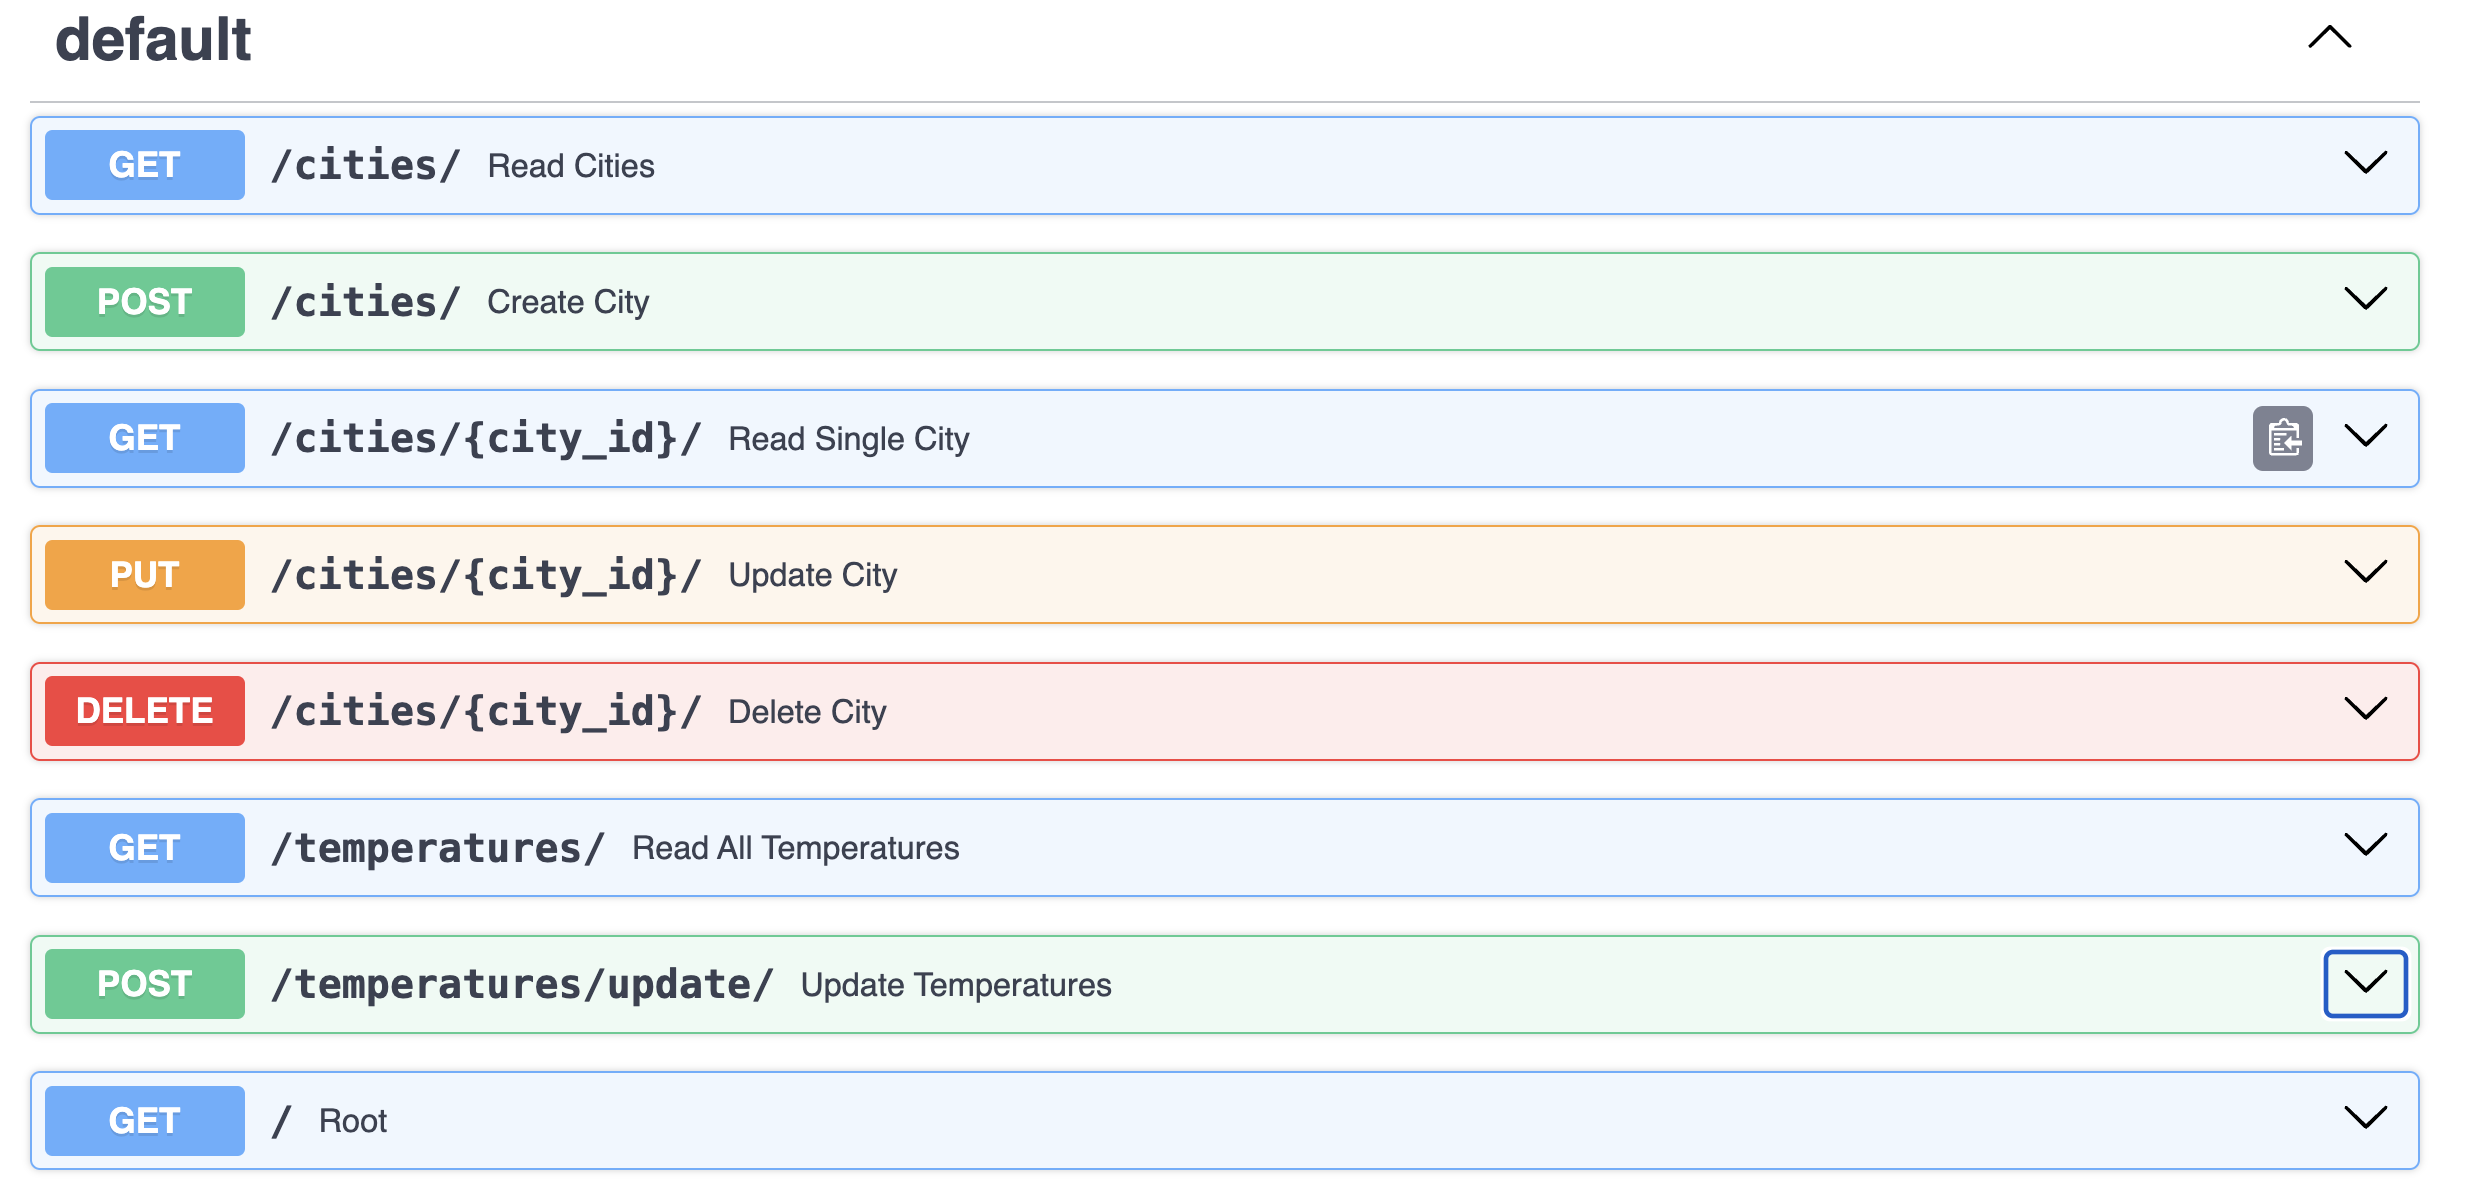 default
GET /cities/ Read Cities
POST /cities/ Create City
GET /cities/{city_id}/ Read Single City
PUT /cities/{city_id}/ Update City
DELETE /cities/{city_id}/ Delete City
GET /temperatures/ Read All Temperatures
POST /temperatures/update/ Update Temperatures
GET / Root